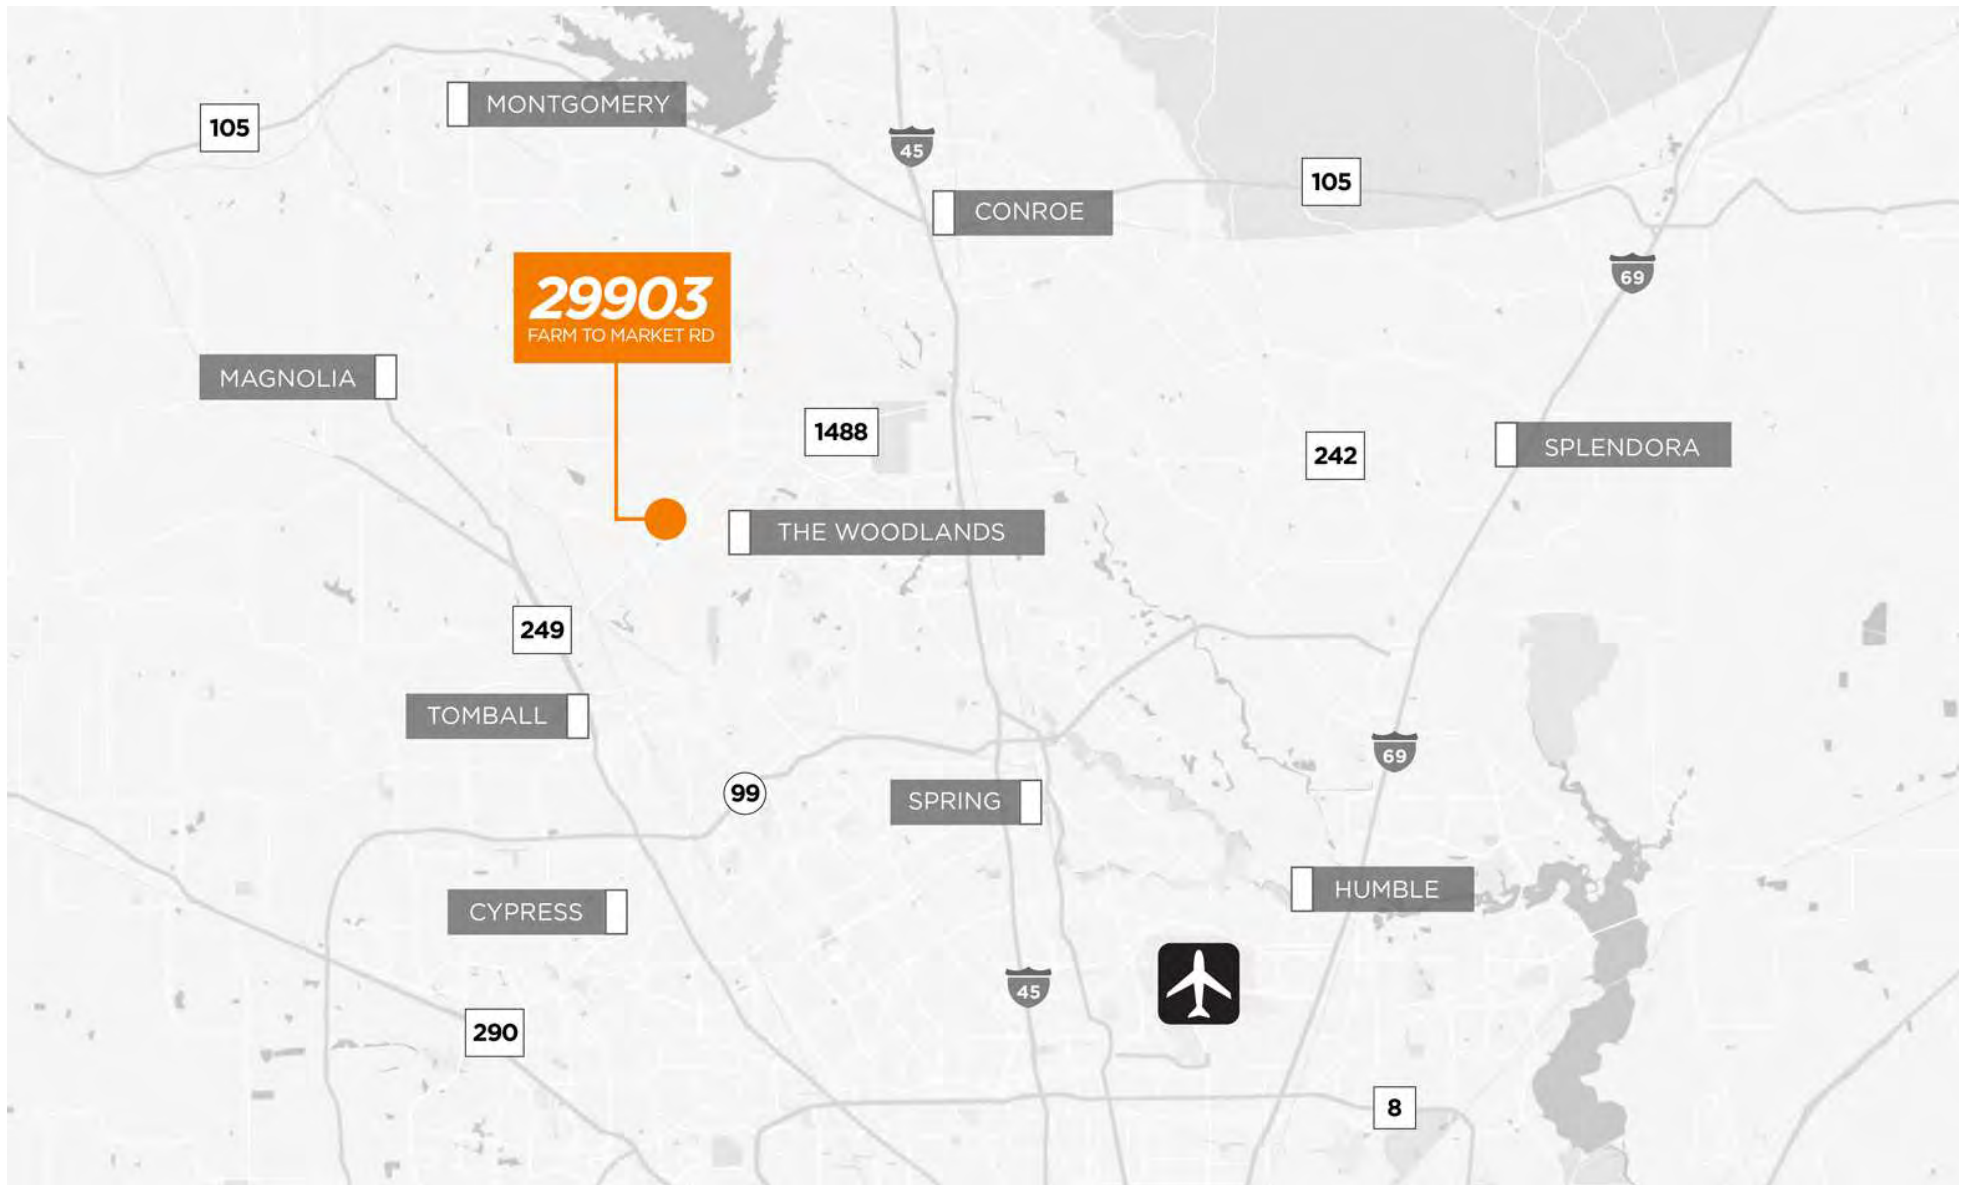 MONTGOMERY
105
45
105
CONROE
69
29903
FARM TO MARKET RD
MAGNOLIA
1488
242
SPLENDORA
THE WOODLANDS
249
TOMBALL
69
99
SPRING
HUMBLE
CYPRESS
45
290
8